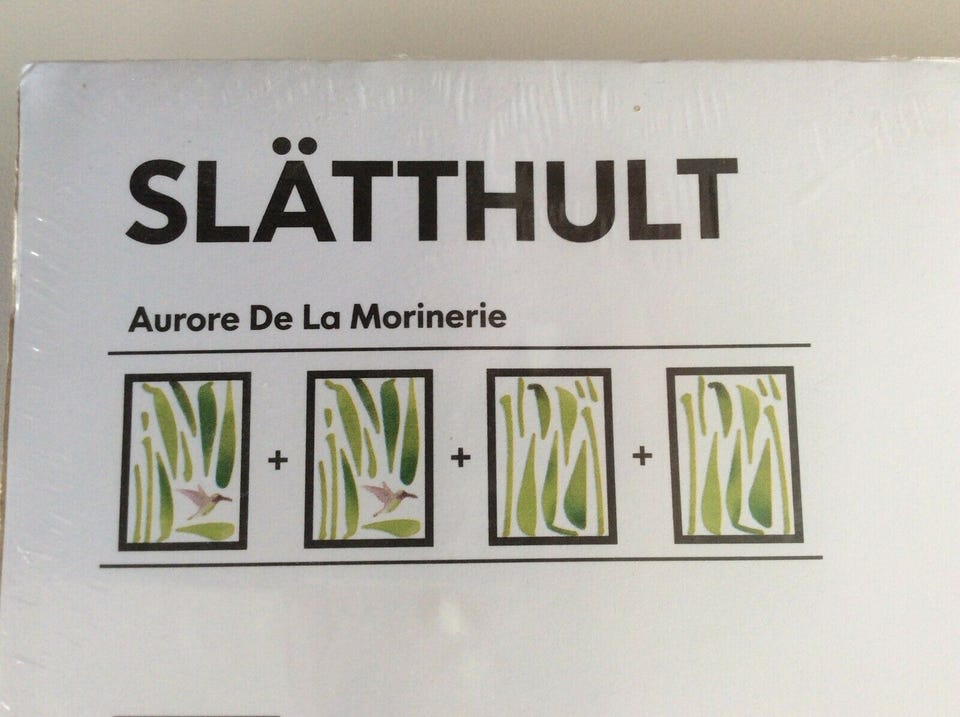 SLÄTTHULT
Aurore De La Morinerie
+ + +